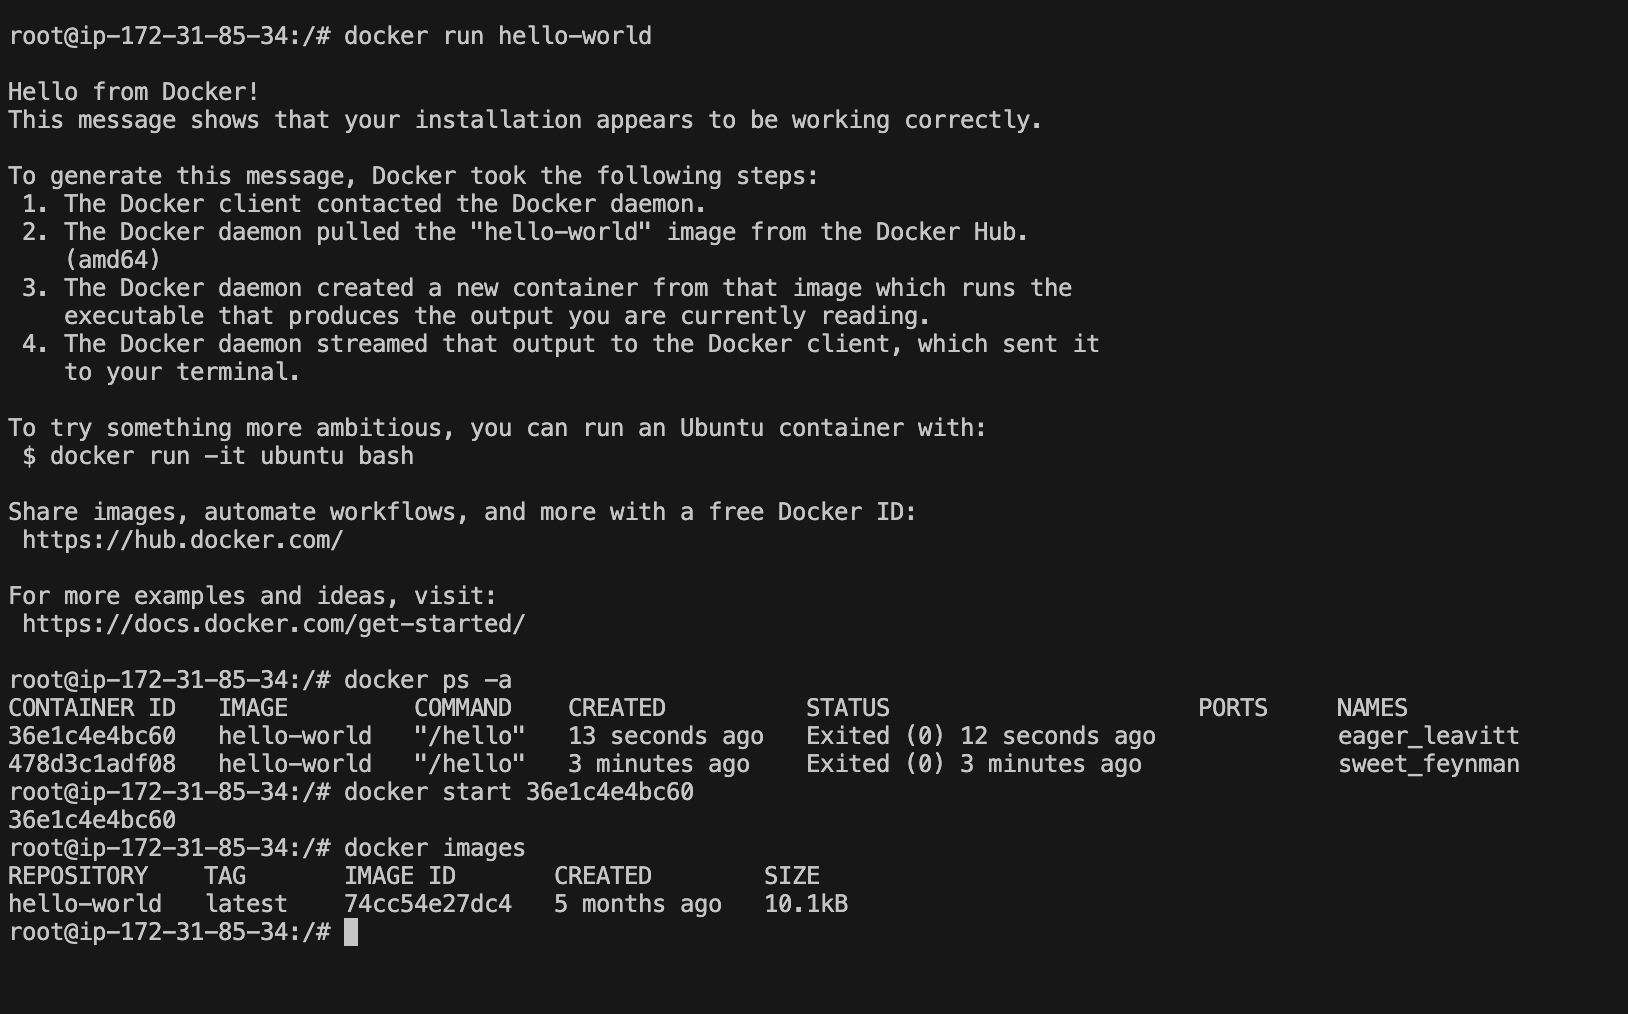 root@ip-172-31-85-34:/# docker run hello-world
Hello from Docker!
This message shows that your installation appears to be working correctly.
To generate this message, Docker took the following steps:
 1. The Docker client contacted the Docker daemon.
 2. The Docker daemon pulled the "hello-world" image from the Docker Hub.
    (amd64)
 3. The Docker daemon created a new container from that image which runs the
    executable that produces the output you are currently reading.
 4. The Docker daemon streamed that output to the Docker client, which sent it
    to your terminal.
To try something more ambitious, you can run an Ubuntu container with:
 $ docker run -it ubuntu bash
Share images, automate workflows, and more with a free Docker ID:
 https://hub.docker.com/
For more examples and ideas, visit:
 https://docs.docker.com/get-started/
root@ip-172-31-85-34:/# docker ps -a
CONTAINER ID   IMAGE         COMMAND    CREATED          STATUS                      PORTS     NAMES
36e1c4e4bc60   hello-world   "/hello"   13 seconds ago   Exited (0) 12 seconds ago             eager_leavitt
478d3c1adf08   hello-world   "/hello"   3 minutes ago    Exited (0) 3 minutes ago              sweet_feynman
root@ip-172-31-85-34:/# docker start 36e1c4e4bc60
36e1c4e4bc60
root@ip-172-31-85-34:/# docker images
REPOSITORY    TAG       IMAGE ID       CREATED        SIZE
hello-world   latest    74cc54e27dc4   5 months ago   10.1kB
root@ip-172-31-85-34:/#